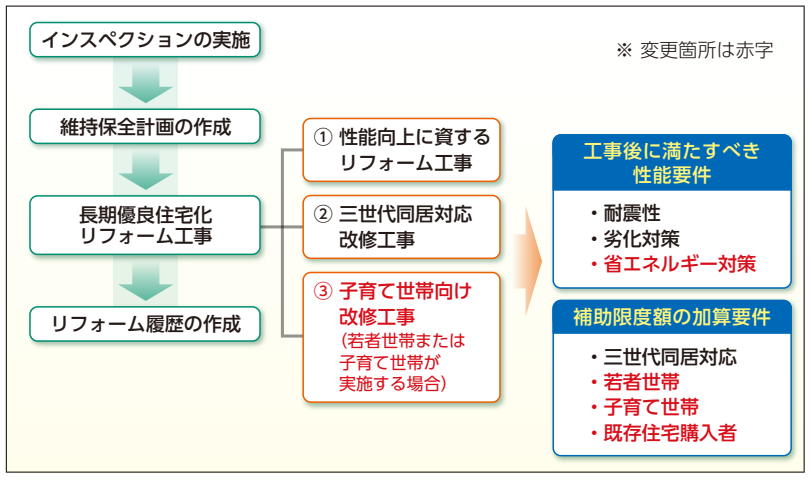 インスペクションの実施
※ 変更箇所は赤字
維持保全計画の作成
長期優良住宅化
リフォーム工事
リフォーム履歴の作成
① 性能向上に資する
リフォーム工事
② 三世代同居対応
改修工事
③ 子育て世帯向け
改修工事
（若者世帯または
子育て世帯が
実施する場合）
工事後に満たすべき
性能要件
・耐震性
・劣化対策
・省エネルギー対策
補助限度額の加算要件
・三世代同居対応
・若者世帯
・子育て世帯
・既存住宅購入者